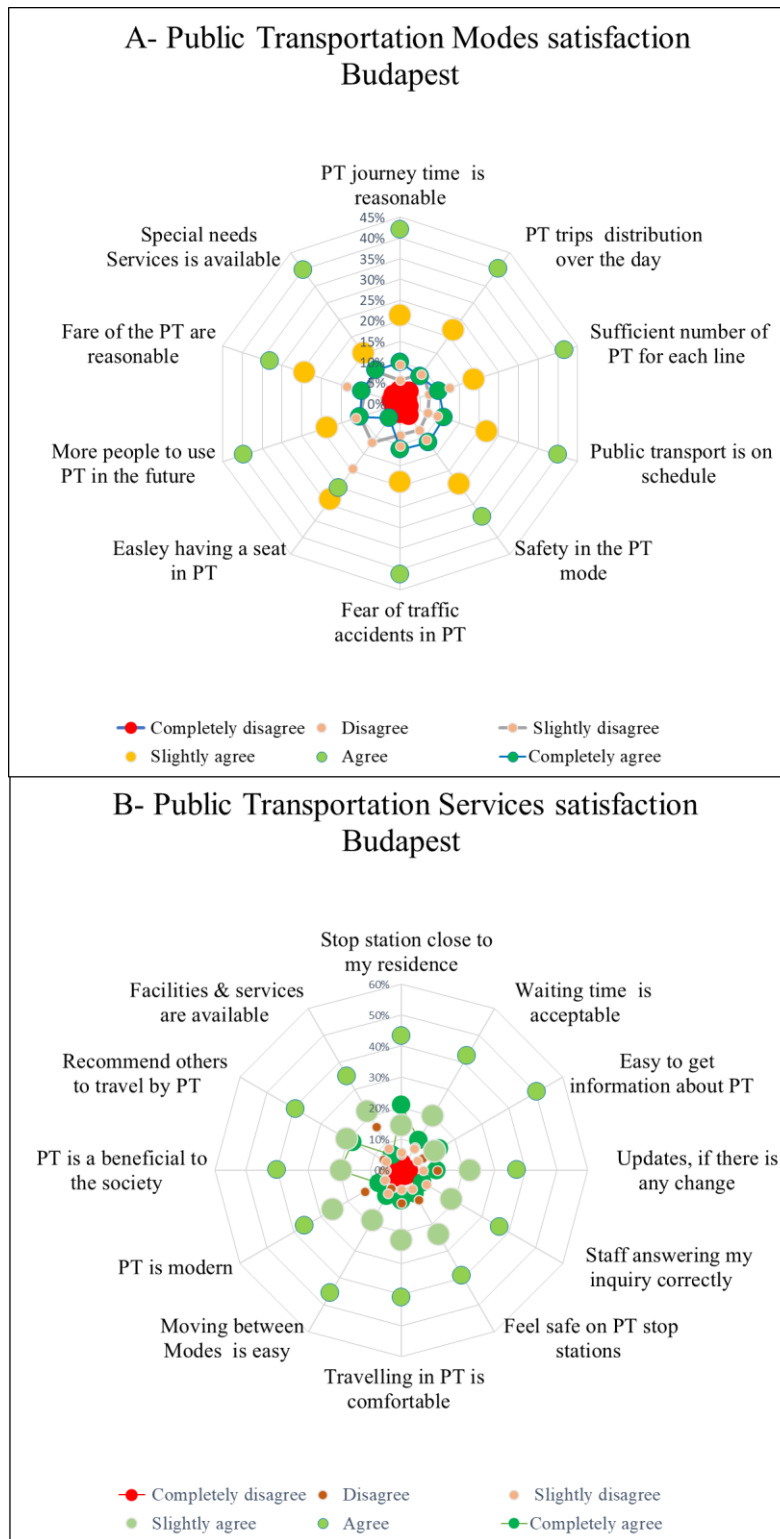 A- Public Transportation Modes satisfaction
Budapest
PT journey time is
reasonable
45%
40%
35%
30%
25%
20%
15%
10%
5%
0%
PT trips distribution
over the day
Sufficient number of
PT for each line
Public transport is on
schedule
Safety in the PT
mode
Fear of traffic
accidents in PT
Easley having a seat
in PT
More people to use
PT in the future
Fare of the PT are
reasonable
Special needs
Services is available
Completely disagree
Disagree
Slightly disagree
Slightly agree
Agree
Completely agree
B- Public Transportation Services satisfaction
Budapest
Stop station close to
my residence
60%
50%
40%
30%
20%
10%
0%
Waiting time is
acceptable
Easy to get
information about PT
Updates, if there is
any change
Staff answering my
inquiry correctly
Feel safe on PT stop
stations
Travelling in PT is
comfortable
Moving between
Modes is easy
PT is modern
PT is a beneficial to
the society
Recommend others
to travel by PT
Facilities & services
are available
Completely disagree
Disagree
Slightly disagree
Slightly agree
Agree
Completely agree